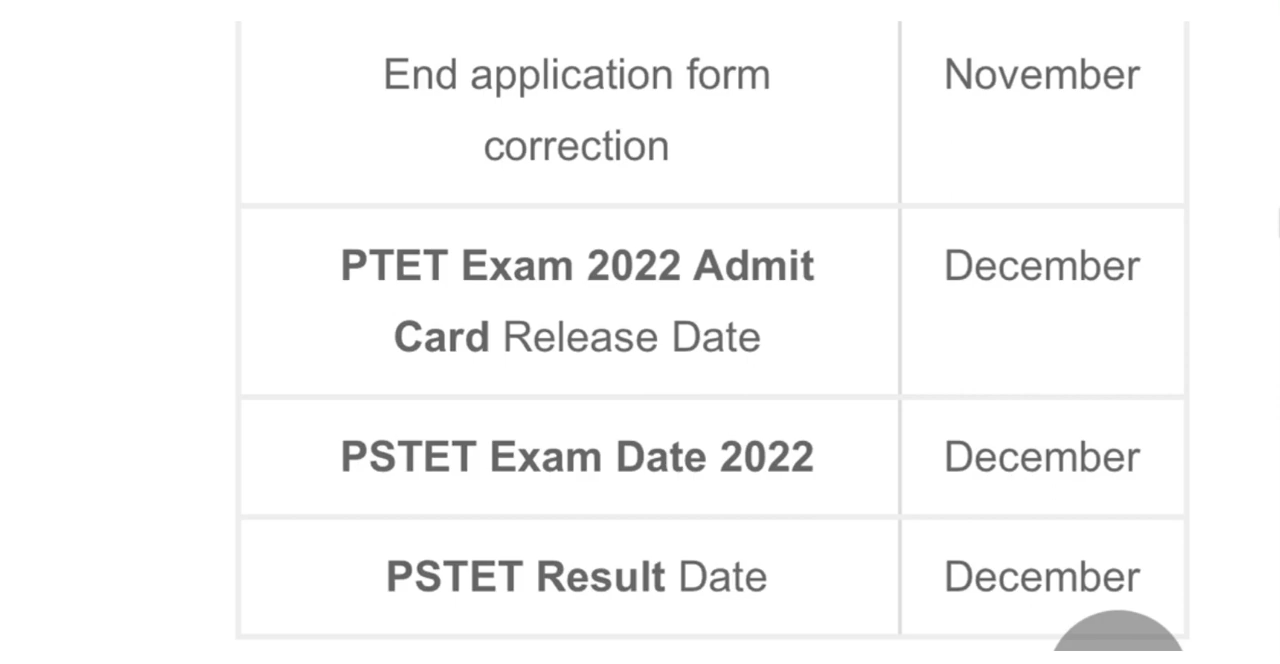 End application form November
correction
PTET Exam 2022 Admit December
Card Release Date
PSTET Exam Date 2022 December
PSTET Result Date December